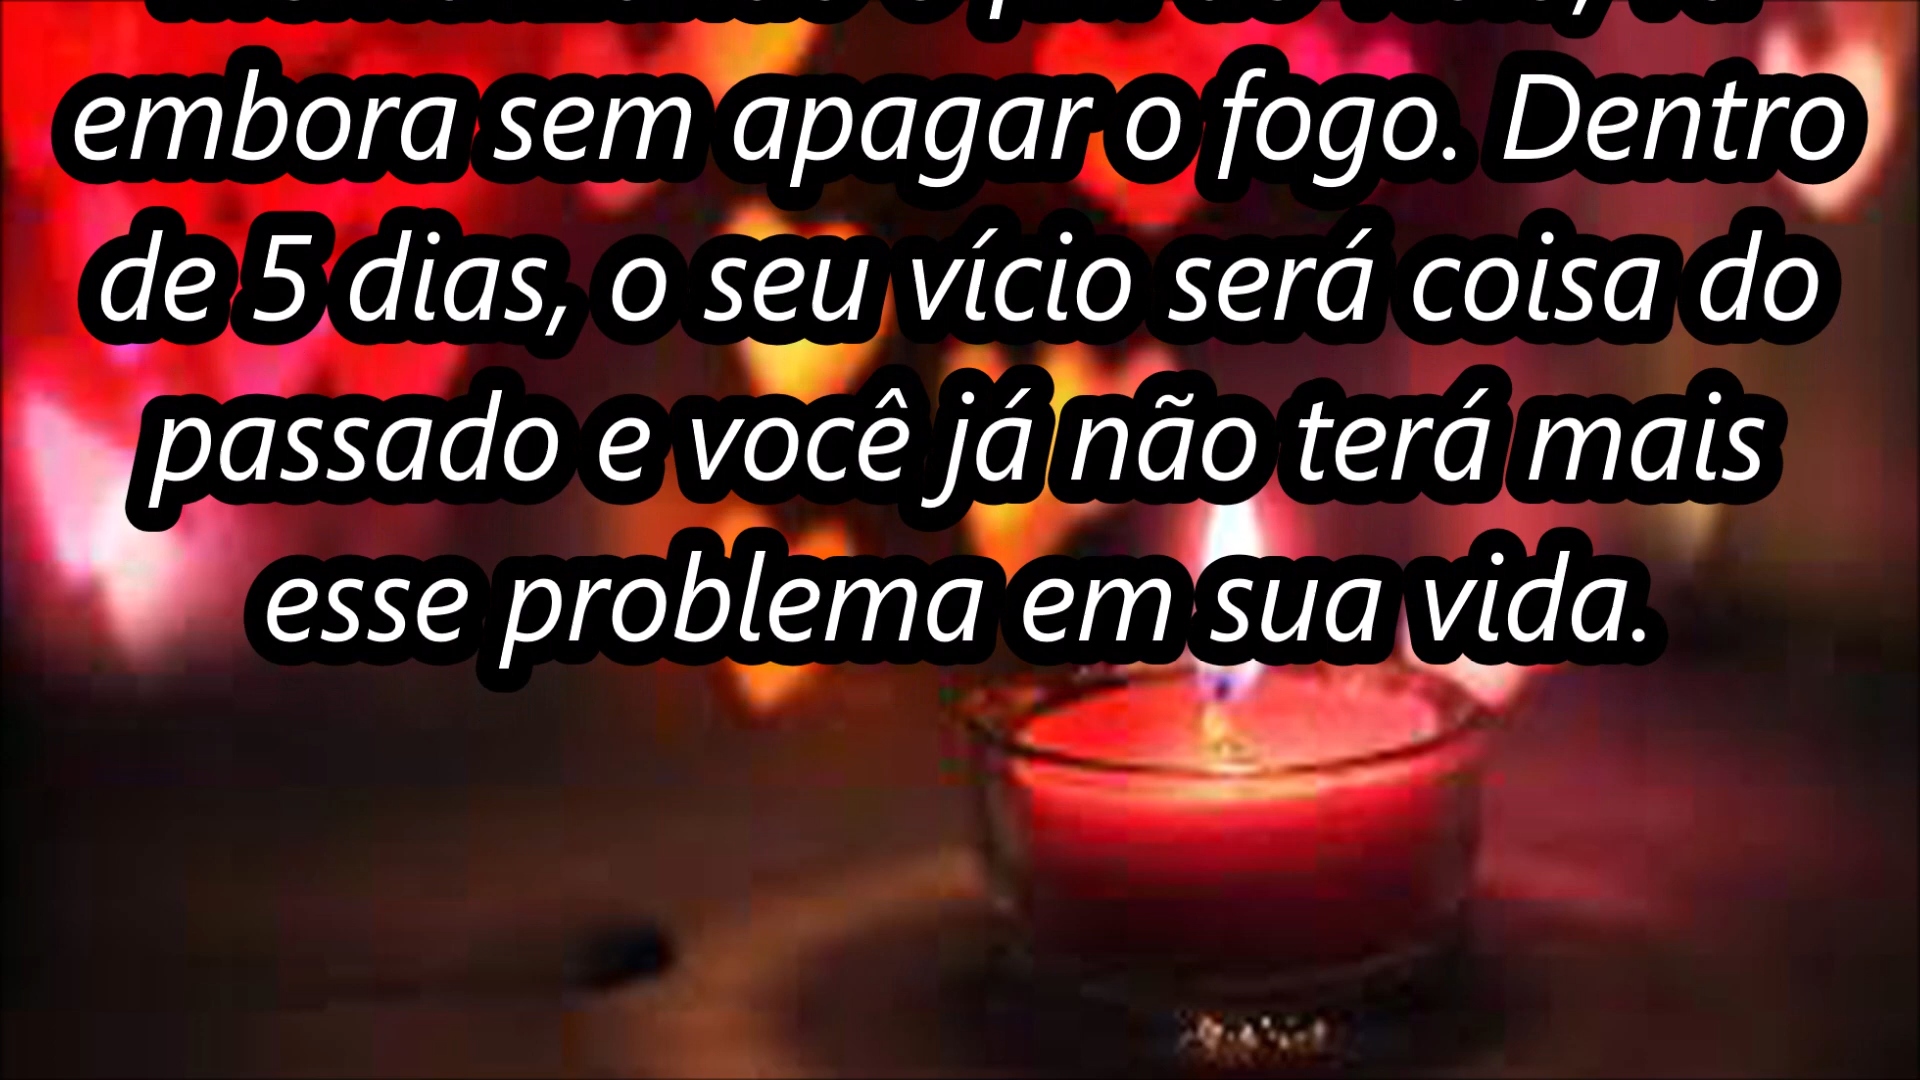 embora sem apagar o fogo. Dentro
de 5 dias, o seu vício será coisa do
passado e você já não terá mais
esse problema em sua vida.